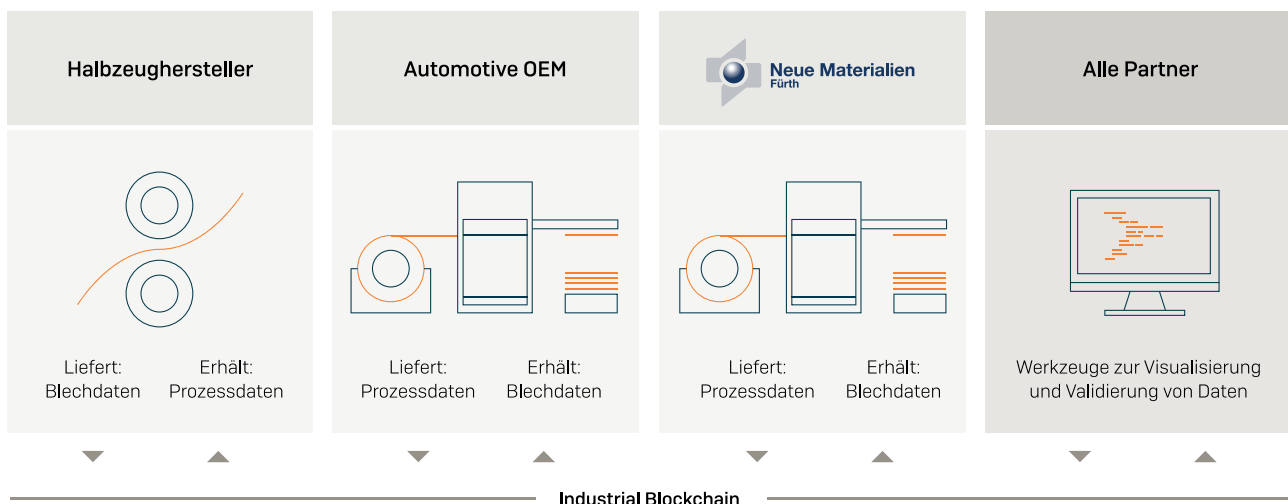 Halbzeughersteller
Automotive OEM
Neue Materialien
Fürth
Alle Partner
Liefert:
Blechdaten
Erhält:
Prozessdaten
Liefert:
Prozessdaten
Erhält:
Blechdaten
Liefert:
Prozessdaten
Erhält:
Blechdaten
Werkzeuge zur Visualisierung
und Validierung von Daten
Industrial Blockchain